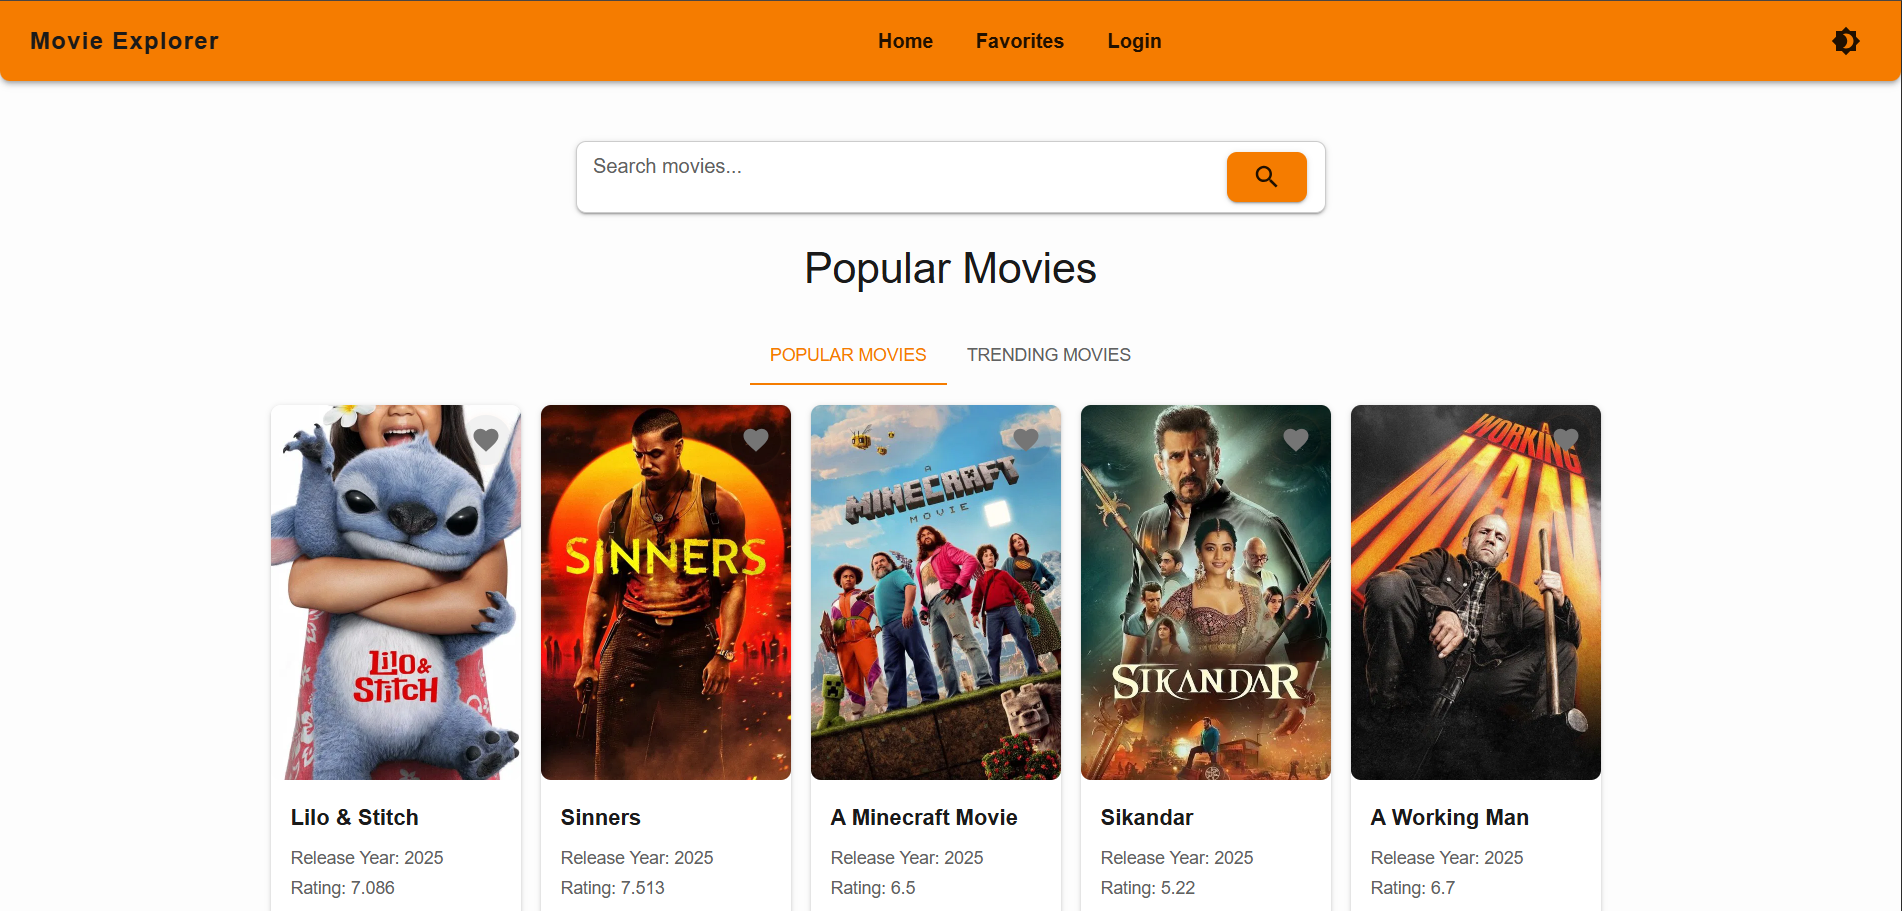 Movie Explorer
Home Favorites Login
Search movies...
Popular Movies
POPULAR MOVIES TRENDING MOVIES
Lilo &
Stitch
SINNERS
A
MINECRAFT
MOVIE
SIKANDAR
A
WORKING
MAN
Lilo & Stitch
Release Year: 2025
Rating: 7.086
Sinners
Release Year: 2025
Rating: 7.513
A Minecraft Movie
Release Year: 2025
Rating: 6.5
Sikandar
Release Year: 2025
Rating: 5.22
A Working Man
Release Year: 2025
Rating: 6.7